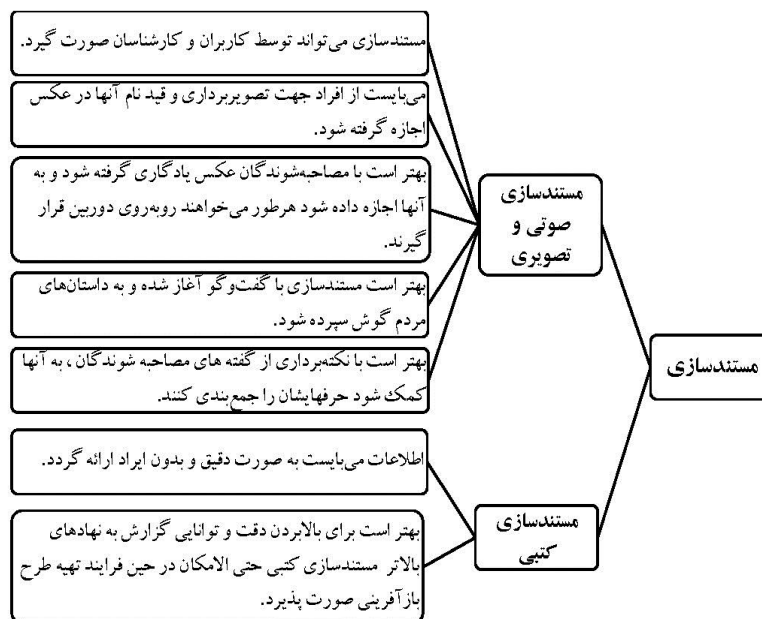 مستندسازی
مستندسازی
صوتی و
تصویری
مستندسازی می‌تواند توسط کاربران و کارشناسان صورت گیرد.
می‌بایست از افراد جهت تصویربرداری و قید نام آنها در عکس
اجازه گرفته شود.
بهتر است با مصاحبه‌شوندگان عکس یادگاری گرفته شود و به
آنها اجازه داده شود هرطور می‌خواهند روبه‌روی دوربین قرار
گیرند.
بهتر است مستندسازی با گفت‌وگو آغاز شده و به داستان‌های
مردم گوش سپرده شود.
بهتر است با نکته‌برداری از گفته های مصاحبه شوندگان، به آنها
کمک شود حرفهایشان را جمع‌بندی کنند.
مستندسازی
کتبی
اطلاعات می‌بایست به صورت دقیق و بدون ایراد ارائه گردد.
بهتر است برای بالابردن دقت و توانایی گزارش به نهادهای
بالاتر مستندسازی کتبی حتی الامکان در حین فرایند تهیه طرح
بازآفرینی صورت پذیرد.